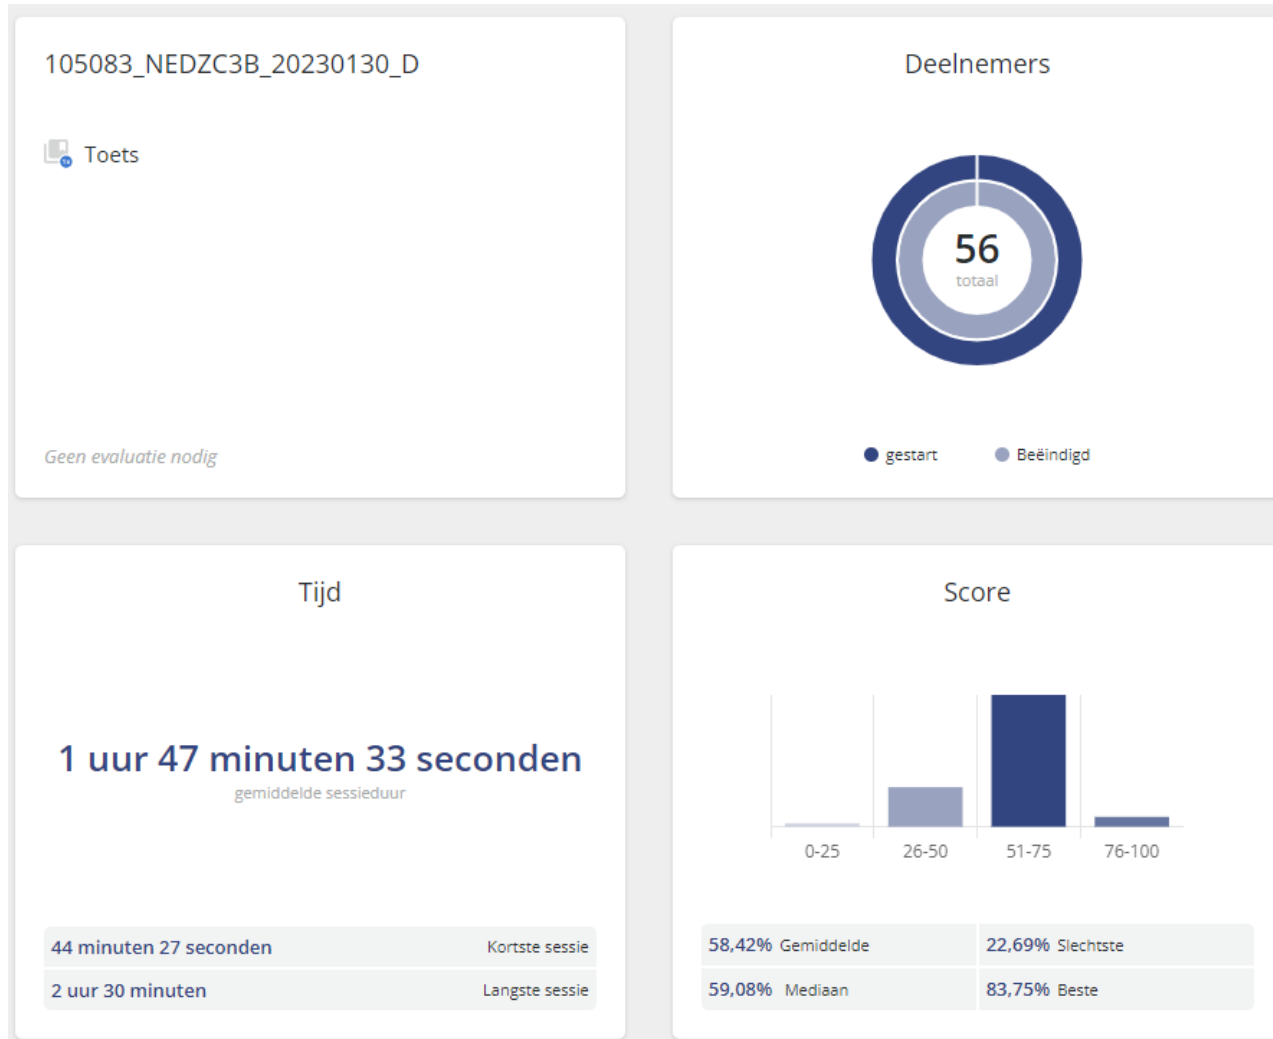 105083_NEDZC3B_20230130_D
Toets
Geen evaluatie nodig
Deelnemers
56
totaal
gestart
Beëindigd
Tijd
1 uur 47 minuten 33 seconden
gemiddelde sessieduur
44 minuten 27 seconden Kortste sessie
2 uur 30 minuten Langste sessie
Score
0-25 26-50 51-75 76-100
58,42% Gemiddelde 22,69% Slechtste
59,08% Mediaan 83,75% Beste